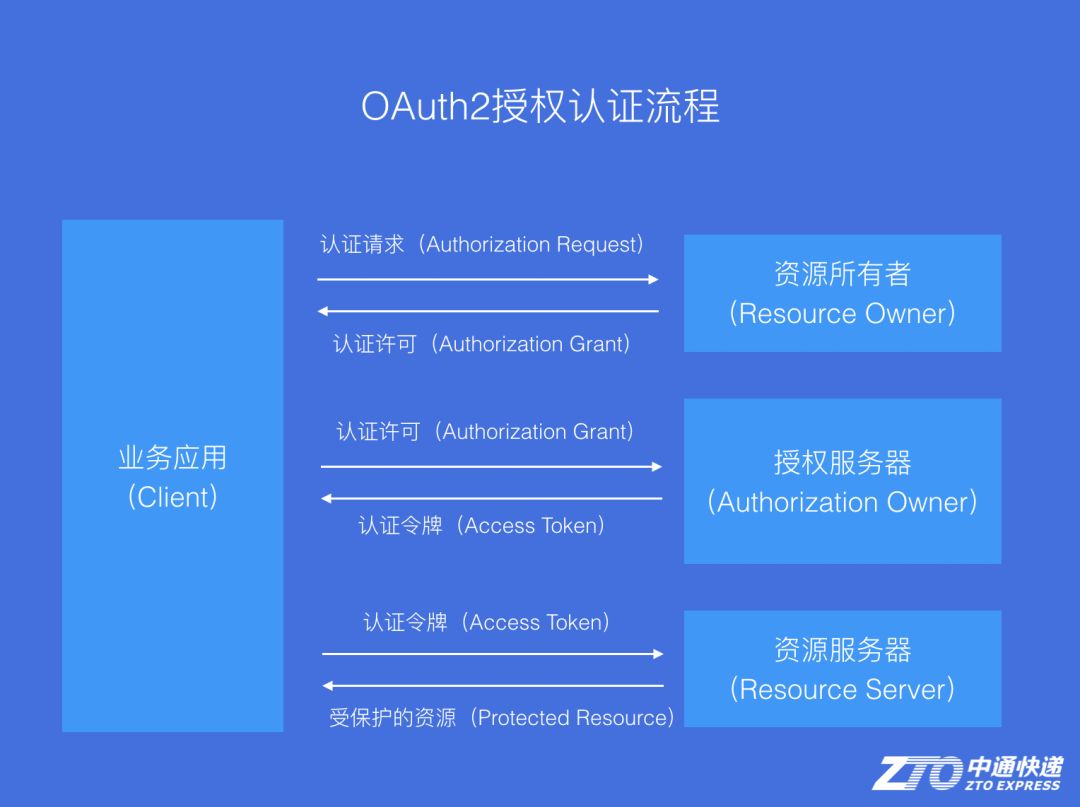 OAuth2授权认证流程
业务应用
（Client）
认证请求（Authorization Request）
认证许可（Authorization Grant）
资源所有者
（Resource Owner）
认证许可（Authorization Grant）
认证令牌（Access Token）
授权服务器
（Authorization Owner）
认证令牌（Access Token）
受保护的资源（Protected Resource）
资源服务器
（Resource Server）
ZTO 中通快递
ZTO EXPRESS